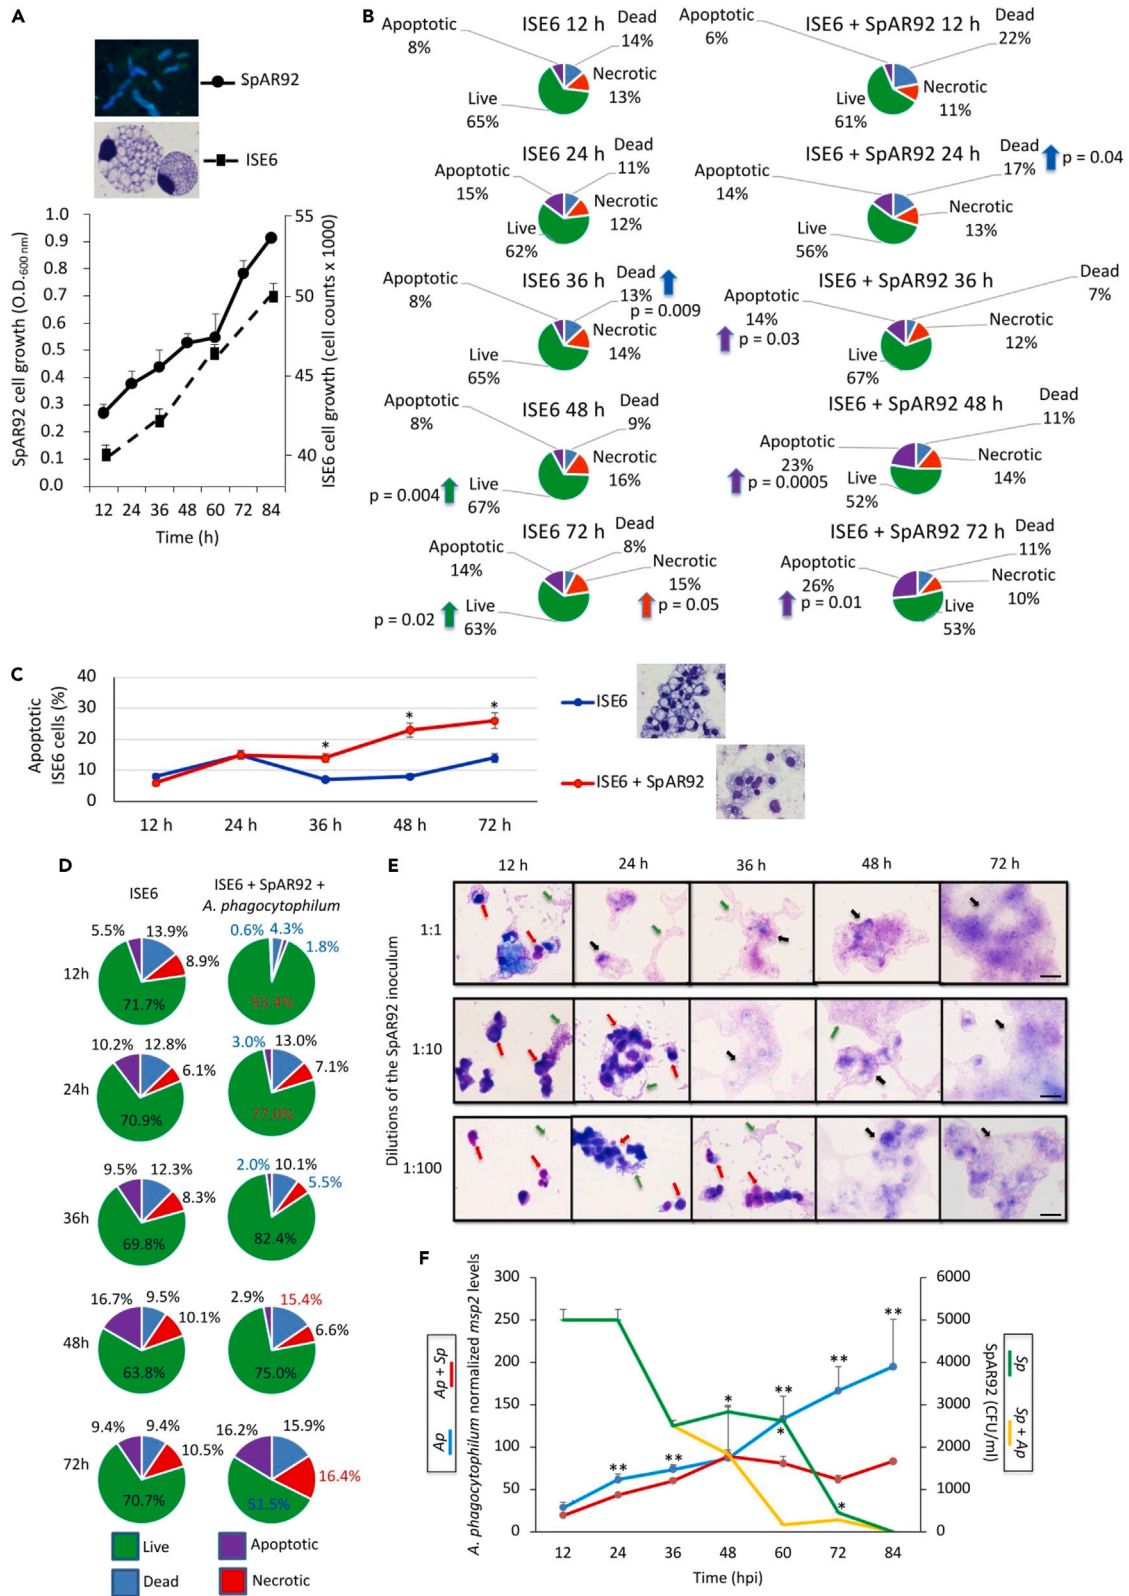 A
SpAR92
ISE6
SpAR92 cell growth (O.D.600 nm)
1.0
0.9
0.8
0.7
0.6
0.5
0.4
0.3
0.2
0.1
0.0
55
50
45
40
ISE6 cell growth (cell counts x 1000)
12 24 36 48 60 72 84
Time (h)
B
ISE6 12 h
Apoptotic
8%
Dead
14%
Necrotic
13%
Live
65%
ISE6 + SpAR92 12 h
Apoptotic
6%
Dead
22%
Necrotic
11%
Live
61%
ISE6 24 h
Apoptotic
15%
Dead
11%
Necrotic
12%
Live
62%
ISE6 + SpAR92 24 h
Apoptotic
14%
Dead
17%
p = 0.04
Necrotic
13%
Live
56%
ISE6 36 h
Apoptotic
8%
Dead
13%
p = 0.009
Necrotic
14%
Live
65%
ISE6 + SpAR92 36 h
Apoptotic
14%
p = 0.03
Dead
7%
Necrotic
12%
Live
67%
ISE6 48 h
Apoptotic
8%
Dead
9%
Necrotic
16%
p = 0.004
Live
67%
ISE6 + SpAR92 48 h
Apoptotic
23%
p = 0.0005
Dead
11%
Necrotic
14%
Live
52%
ISE6 72 h
Apoptotic
14%
Dead
8%
Necrotic
15%
p = 0.05
p = 0.02
Live
63%
ISE6 + SpAR92 72 h
Apoptotic
26%
p = 0.01
Dead
11%
Necrotic
10%
Live
53%
C
Apoptotic
ISE6 cells (%)
40
30
20
10
0
* * *
12 h 24 h 36 h 48 h 72 h
ISE6
ISE6 + SpAR92
D
ISE6
ISE6 + SpAR92 +
A. phagocytophilum
12h
5.5% 13.9%
8.9%
71.7%
0.6% 4.3%
1.8%
93.4%
24h
10.2% 12.8%
6.1%
70.9%
3.0% 13.0%
7.1%
77.0%
36h
9.5% 12.3%
8.3%
69.8%
2.0% 10.1%
5.5%
82.4%
48h
16.7% 9.5%
10.1%
63.8%
2.9% 15.4%
6.6%
75.0%
72h
9.4% 9.4%
10.5%
70.7%
16.2% 15.9%
16.4%
51.5%
Live
Apoptotic
Dead
Necrotic
E
12 h 24 h 36 h 48 h 72 h
Dilutions of the SpAR92 inoculum
1:1
1:10
1:100
F
Ap + Sp
Ap
A. phagocytophilum normalized msp2 levels
300
250
200
150
100
50
0
** ** * ** * ** * **
6000
5000
4000
3000
2000
1000
0
SpAR92 (CFU/ml)
Sp
Sp + Ap
12 24 36 48 60 72 84
Time (hpi)